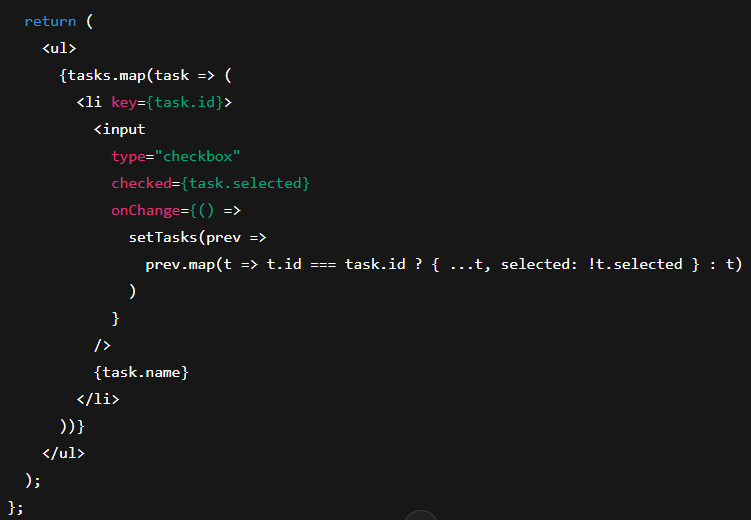 return (
<ul>
{tasks.map(task => (
<li key={task.id}>
<input
type="checkbox"
checked={task.selected}
onChange={() =>
setTasks(prev =>
prev.map(t => t.id === task.id ? { ...t, selected: !t.selected } : t)
)
}
/>
{task.name}
</li>
))}
</ul>
);
};